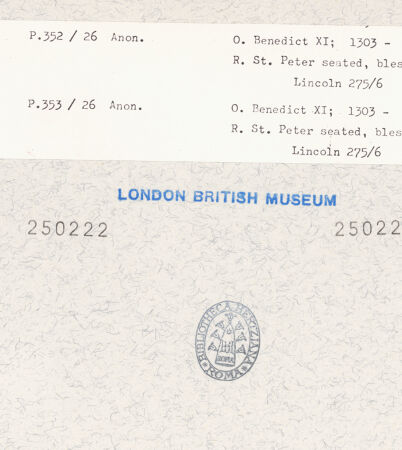 P.352 / 26 Anon. O. Benedict XI; 1303 -
R. St. Peter seated, bles
Lincoln 275/6
P.353 / 26 Anon. O. Benedict XI; 1303 -
R. St. Peter seated, bles
Lincoln 275/6
LONDON BRITISH MUSEUM
250222 25022
BIBLIOTHECA HERTZIANA
ROMA